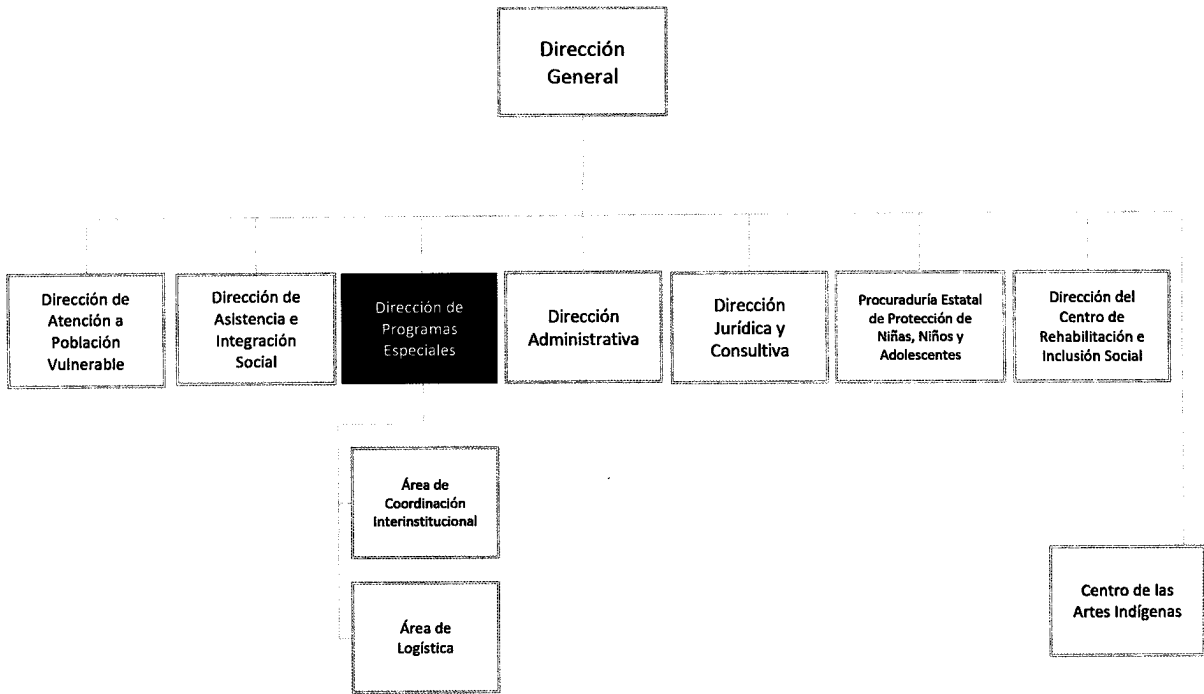 Dirección
General
Dirección de
Atención a
Población
Vulnerable
Dirección de
Asistencia e
Integración
Social
Dirección de
Programas
Especiales
Dirección
Administrativa
Dirección
Jurídica y
Consultiva
Procuraduría Estatal
de Protección de
Niñas, Niños y
Adolescentes
Dirección del
Centro de
Rehabilitación e
Inclusión Social
Área de
Coordinación
Interinstitucional
Área de
Logística
Centro de las
Artes Indígenas